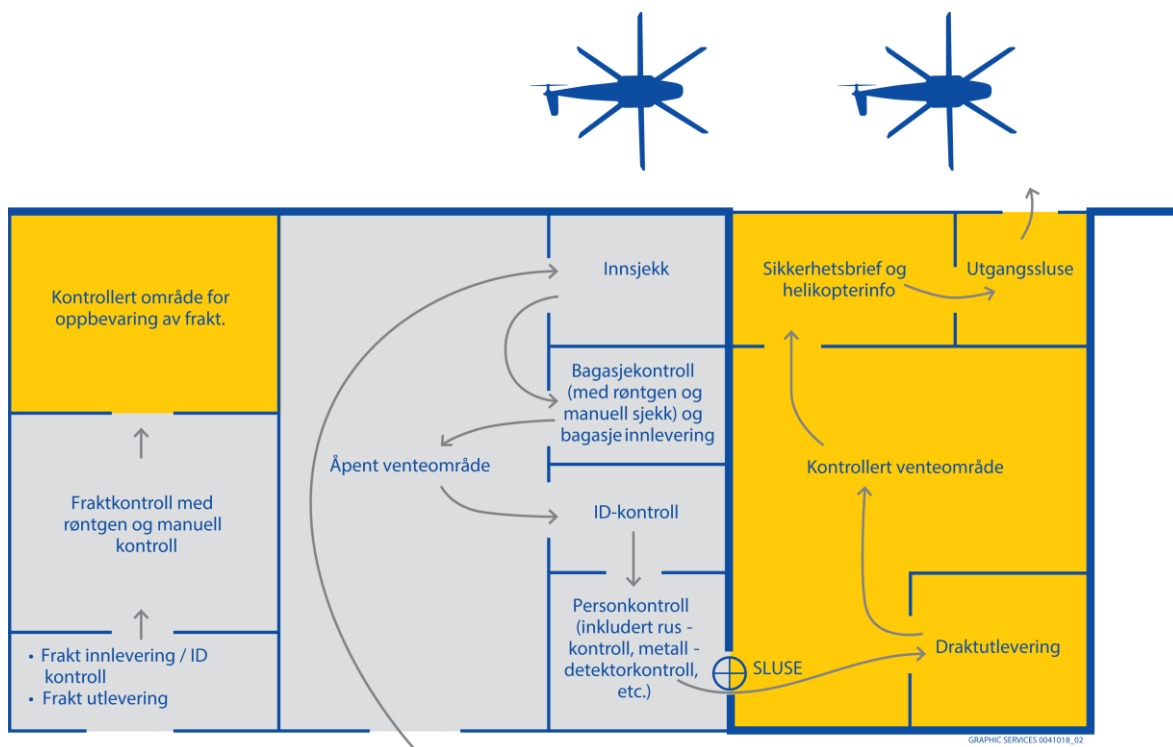 Kontrollert område for
oppbevaring av frakt.
Fraktkontroll med
røntgen og manuell
kontroll
• Frakt innlevering / ID
kontroll
• Frakt utlevering
Åpent venteområde
Innsjekk
Bagasjekontroll
(med røntgen og
manuell sjekk) og
bagasje innlevering
ID-kontroll
Personkontroll
(inkludert rus -
kontroll, metall -
detektorkontroll,
etc.)
SLUSE
Sikkerhetsbrief og
helikopterinfo
Utgangssluse
Kontrollert venteområde
Draktutlevering
GRAPHIC SERVICES 0041018_02